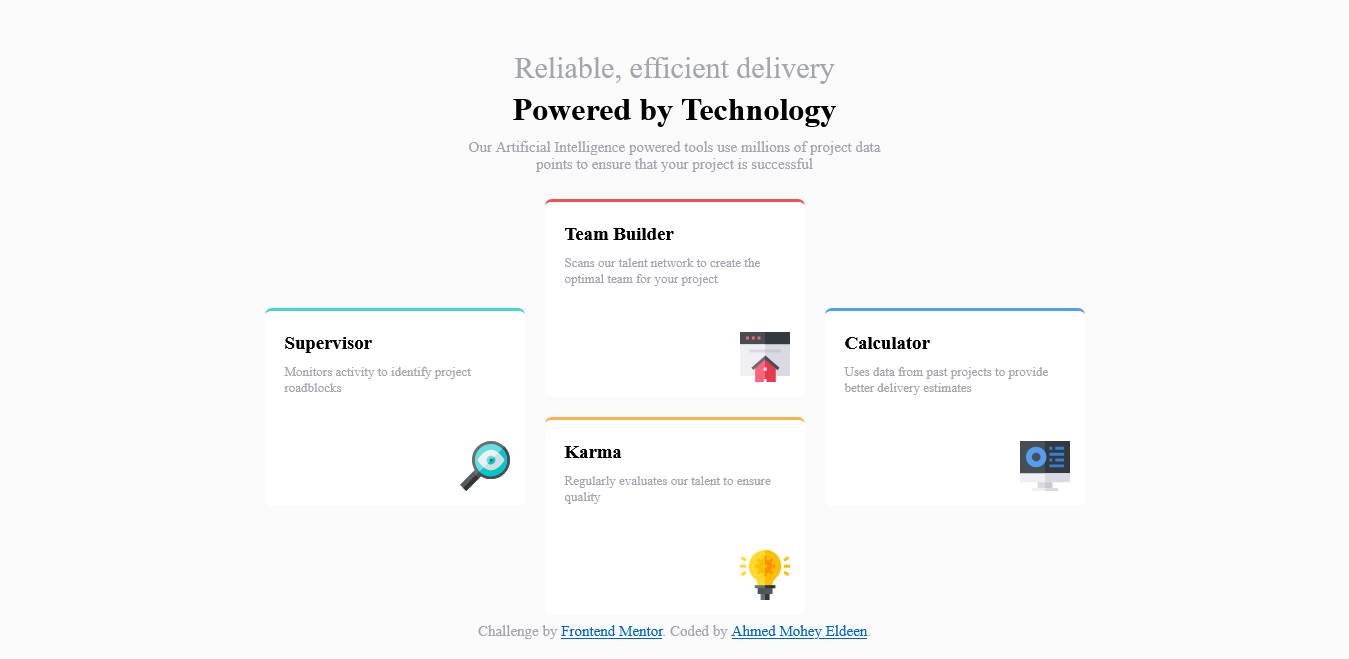 Reliable, efficient delivery
Powered by Technology
Our Artificial Intelligence powered tools use millions of project data
points to ensure that your project is successful
Team Builder
Scans our talent network to create the
optimal team for your project
Supervisor
Monitors activity to identify project
roadblocks
Calculator
Uses data from past projects to provide
better delivery estimates
Karma
Regularly evaluates our talent to ensure
quality
Challenge by Frontend Mentor. Coded by Ahmed Mohey Eldeen.